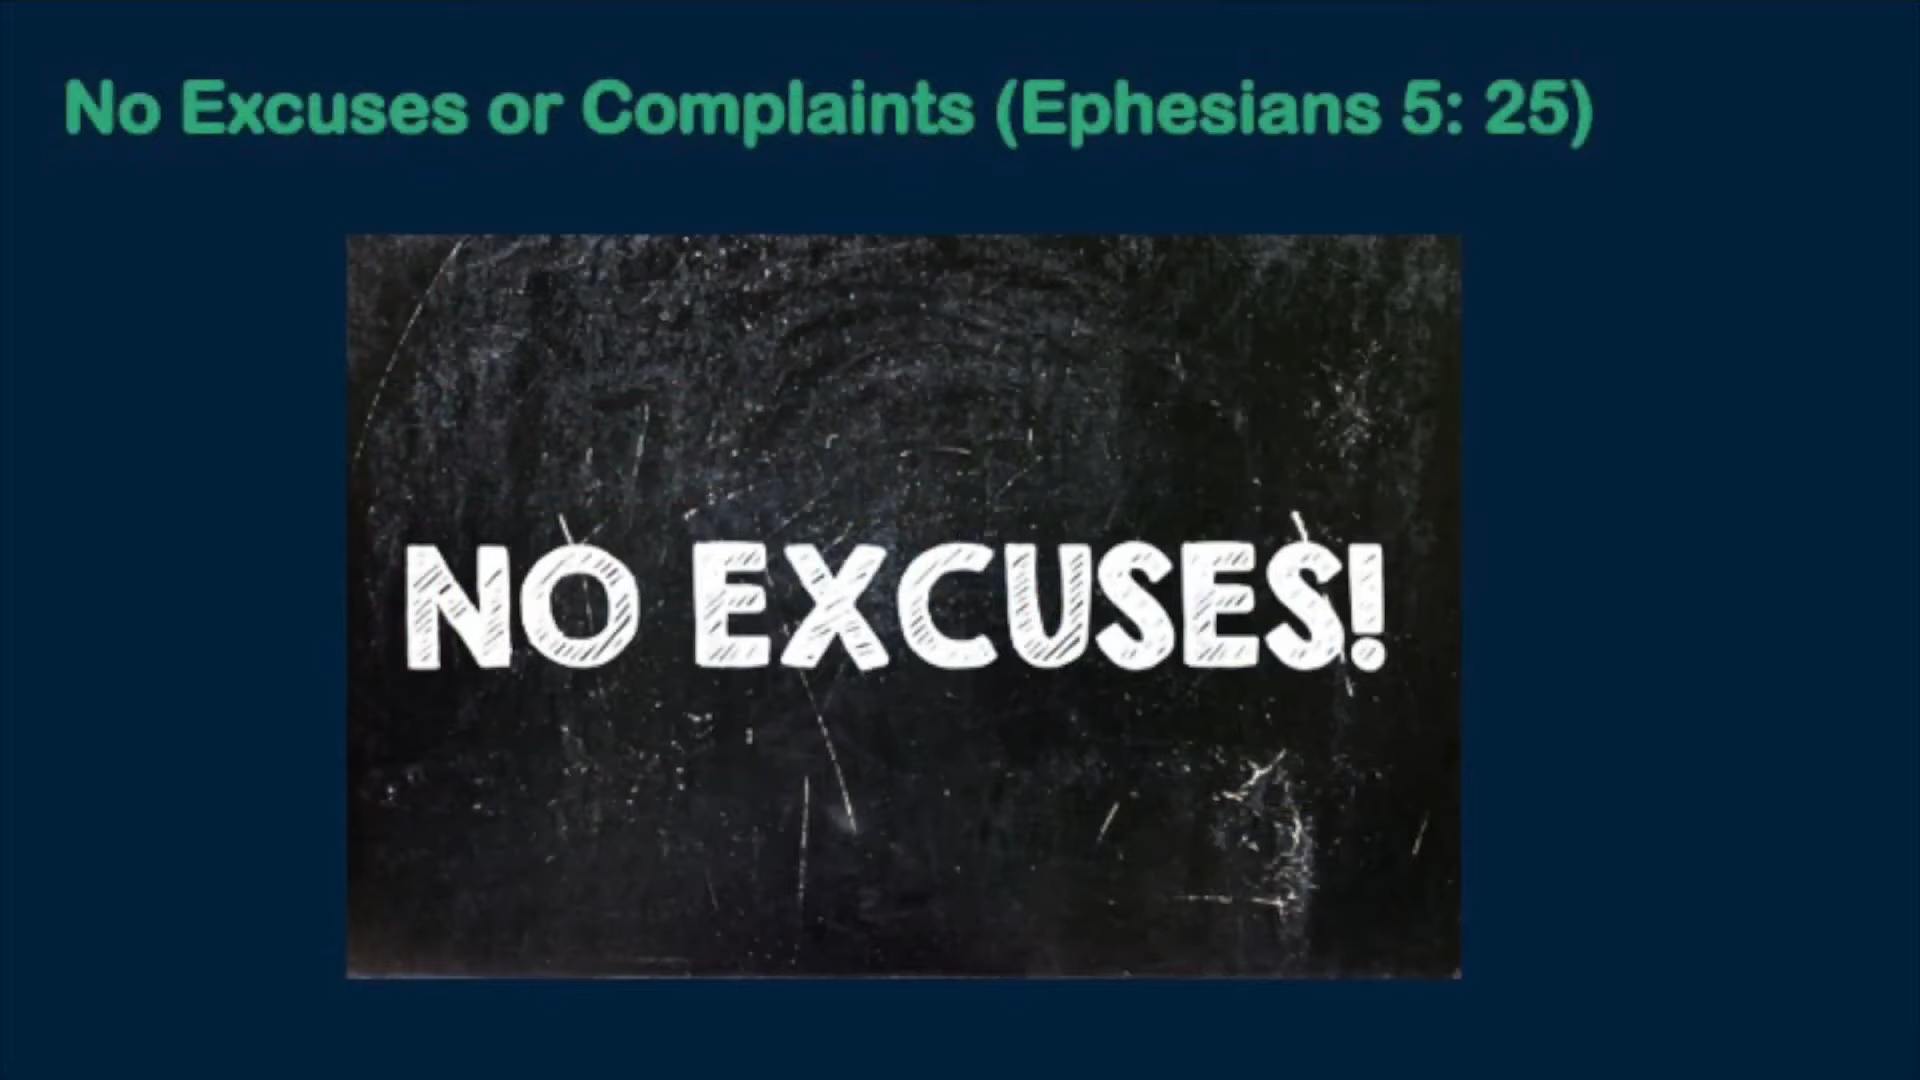 No Excuses or Complaints (Ephesians 5: 25)
NO EXCUSES!